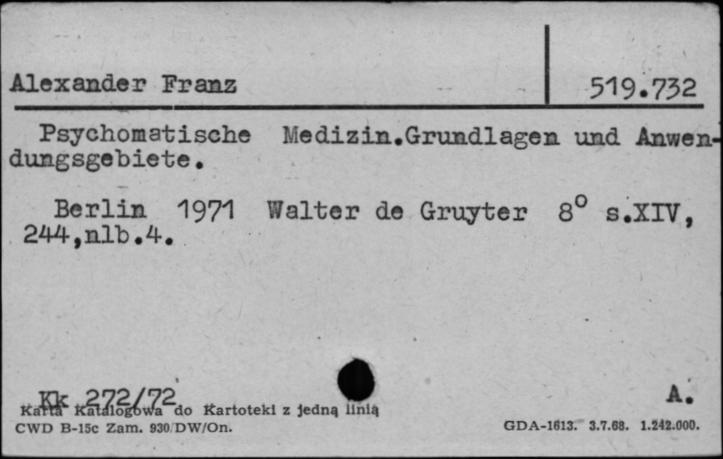 Alexander Franz 519.732
Psychomatische Medizin.Grundlagen und Anwen-
dungsgebiete.
Berlin 1971 Walter de Gruyter 8° s.XIV,
244,nlb.4.
Kk 272/72 A.
Karta Katalogowa do Kartoteki z jedną linią
CWD B-15c Zam. 930/DW/On. GDA-1613. 3.7.68. 1.242.000.